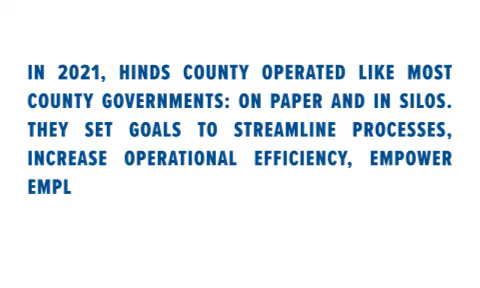 IN 2021, HINDS COUNTY OPERATED LIKE MOST
COUNTY GOVERNMENTS: ON PAPER AND IN SILOS.
THEY SET GOALS TO STREAMLINE PROCESSES,
INCREASE OPERATIONAL EFFICIENCY, EMPOWER
EMPL